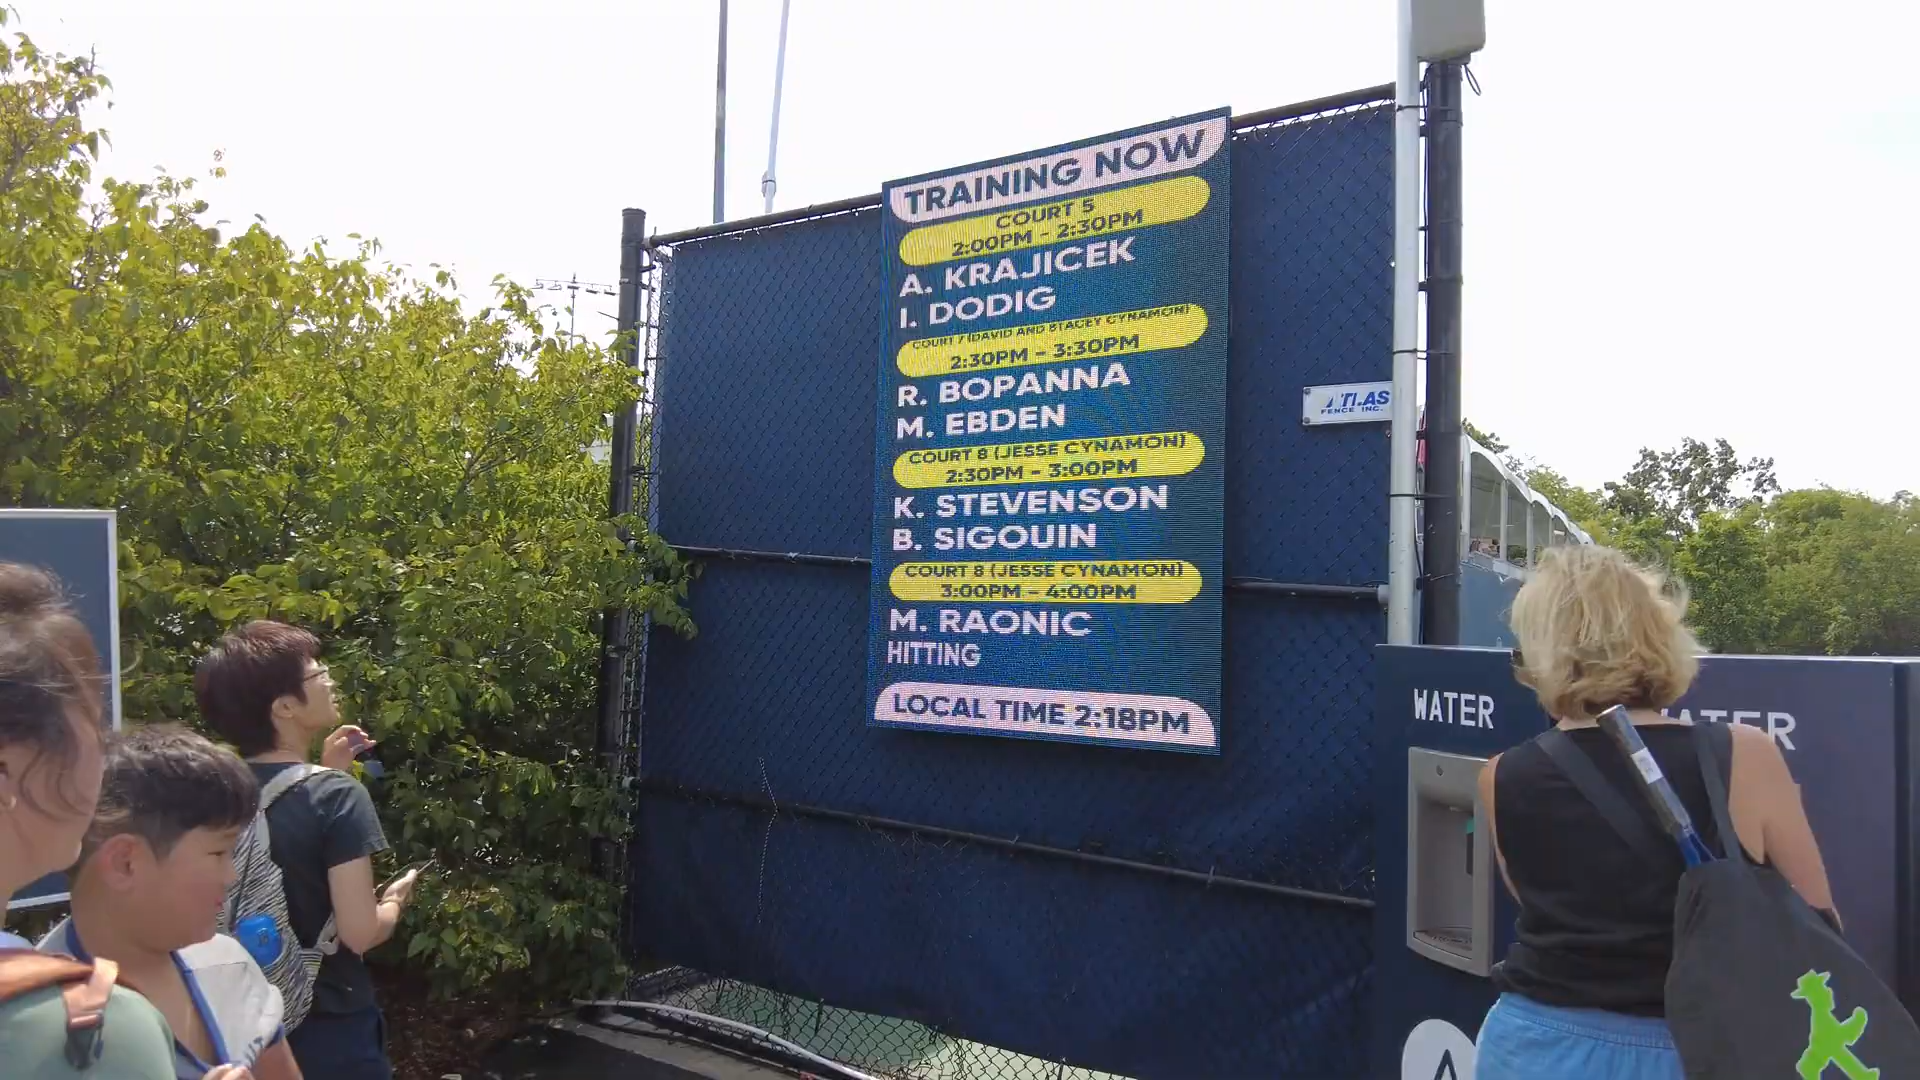 TRAINING NOW
COURT 5
2:00PM - 2:30PM
A. KRAJICEK
I. DODIG
COURT 7 (DAVID AND STACEY CYNAMON)
2:30PM - 3:30PM
R. BOPANNA
M. EBDEN
COURT 8 (JESSE CYNAMON)
2:30PM - 3:00PM
K. STEVENSON
B. SIGOUIN
COURT 8 (JESSE CYNAMON)
3:00PM - 4:00PM
M. RAONIC
HITTING
LOCAL TIME 2:18PM
ATLAS
FENCE INC.
WATER
WATER